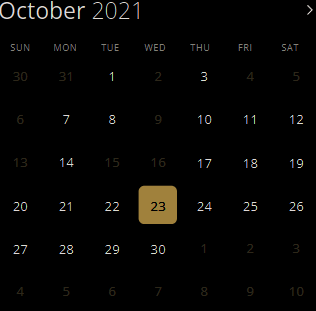 October 2021 >
SUN MON TUE WED THU FRI SAT
30 31 1 2 3 4 5
6 7 8 9 10 11 12
13 14 15 16 17 18 19
20 21 22 23 24 25 26
27 28 29 30 1 2 3
4 5 6 7 8 9 10